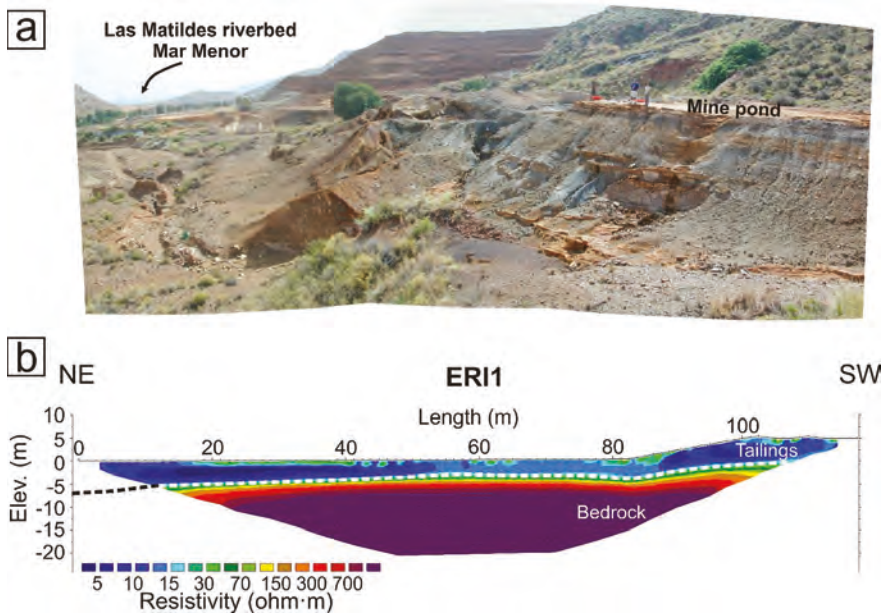 a
Las Matildes riverbed
Mar Menor
Mine pond
b
NE
ERI1
SW
Length (m)
0
20
40
60
80
100
Elev. (m)
10
5
0
-5
-10
-15
-20
Tailings
Bedrock
5 10 15 30 70 150 300 700
Resistivity (ohm·m)